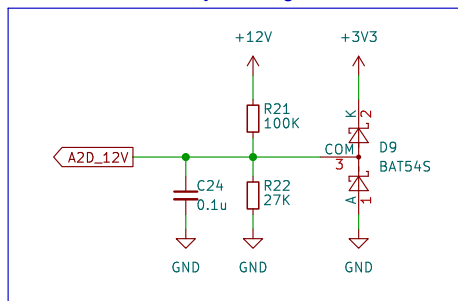 +12V
+3V3
R21
100K
K
2
COM
3
D9
BAT54S
A2D_12V
C24
0.1u
R22
27K
A
1
GND
GND
GND